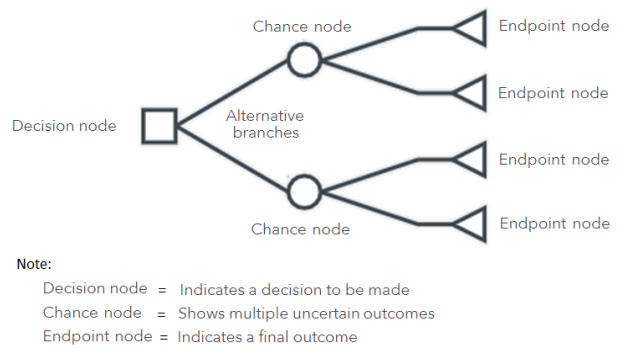 Chance node
Endpoint node
Endpoint node
Alternative
branches
Decision node
Endpoint node
Chance node
Endpoint node
Note:
Decision node = Indicates a decision to be made
Chance node = Shows multiple uncertain outcomes
Endpoint node = Indicates a final outcome